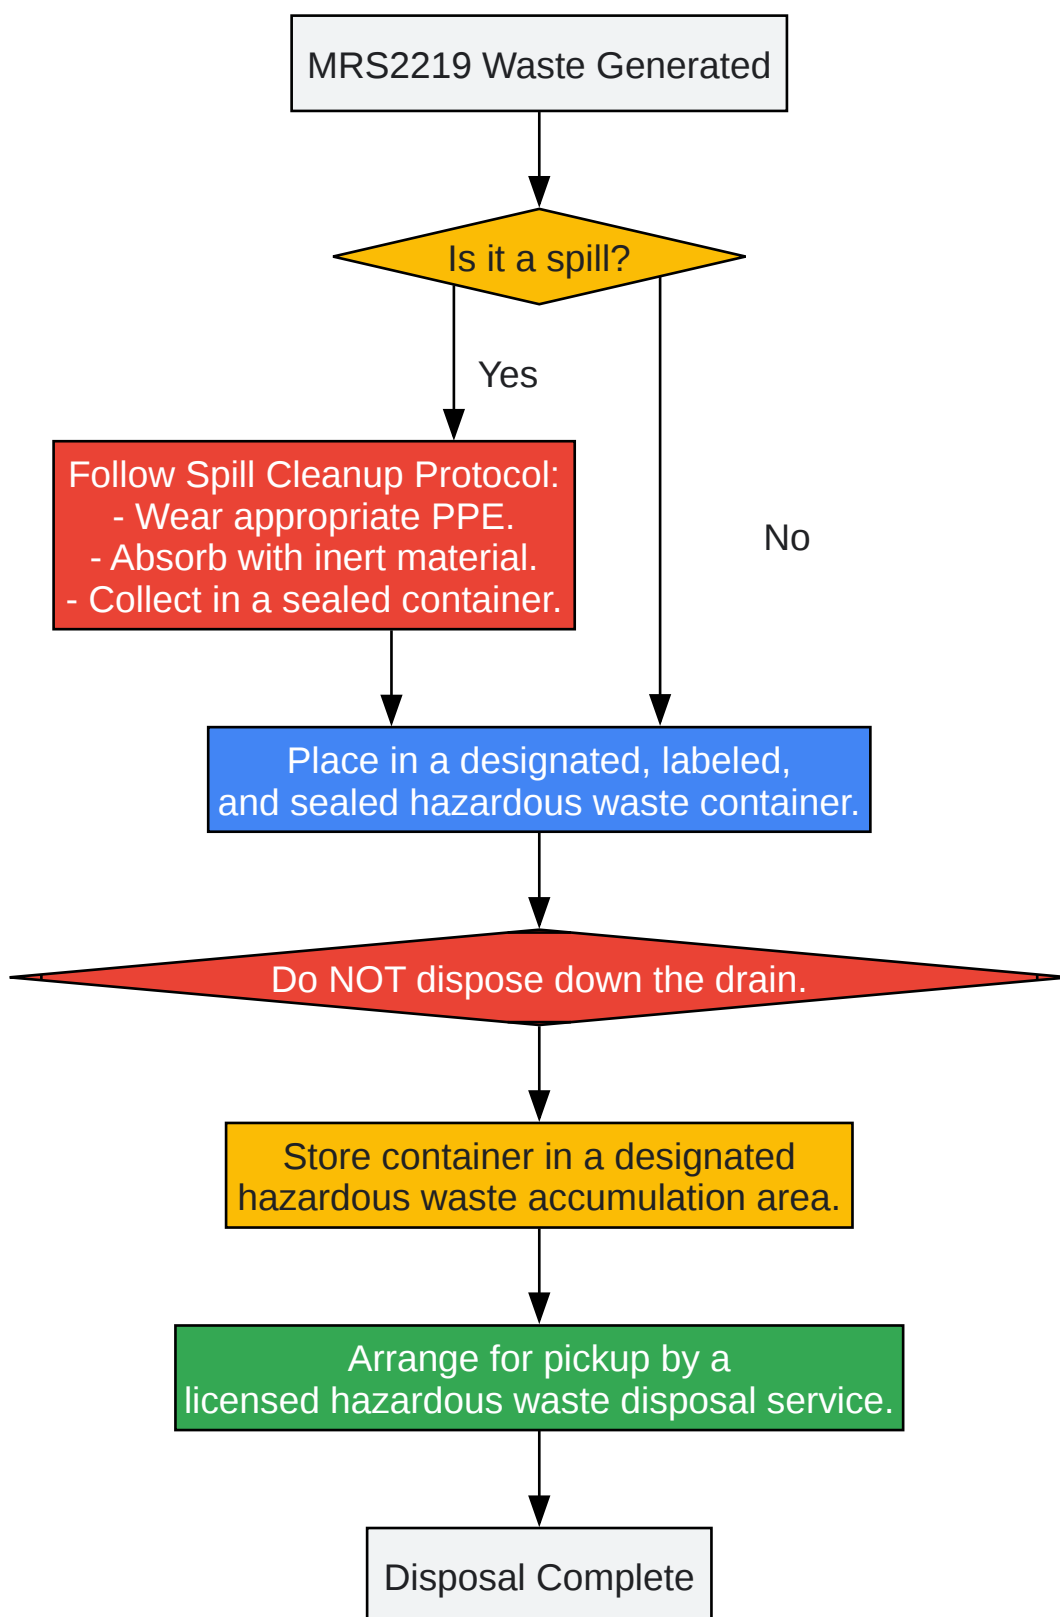 MRS2219 Waste Generated
Is it a spill?
Yes
Follow Spill Cleanup Protocol:
- Wear appropriate PPE.
- Absorb with inert material.
- Collect in a sealed container.
No
Place in a designated, labeled,
and sealed hazardous waste container.
Do NOT dispose down the drain.
Store container in a designated
hazardous waste accumulation area.
Arrange for pickup by a
licensed hazardous waste disposal service.
Disposal Complete